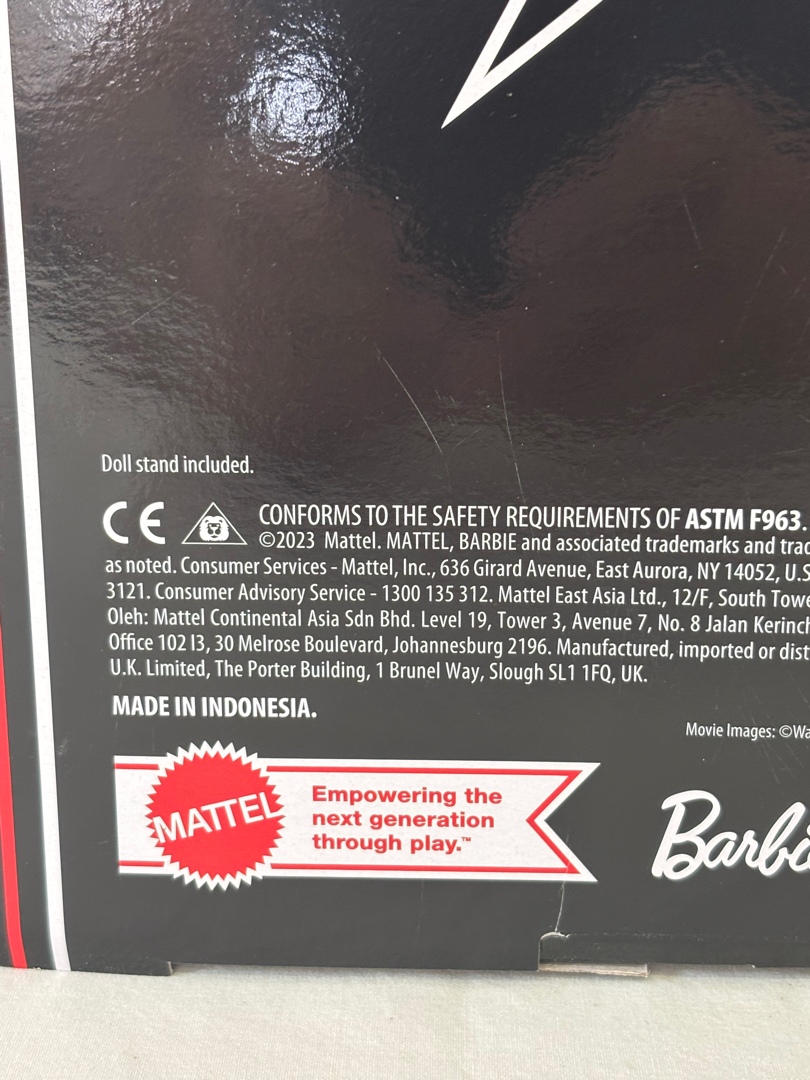 Doll stand included.
CE
CONFORMS TO THE SAFETY REQUIREMENTS OF ASTM F963.
©2023 Mattel. MATTEL, BARBIE and associated trademarks and trad
as noted. Consumer Services - Mattel, Inc., 636 Girard Avenue, East Aurora, NY 14052, U.S
3121. Consumer Advisory Service - 1300 135 312. Mattel East Asia Ltd., 12/F, South Towe
Oleh: Mattel Continental Asia Sdn Bhd. Level 19, Tower 3, Avenue 7, No. 8 Jalan Kerinch
Office 102 I3, 30 Melrose Boulevard, Johannesburg 2196. Manufactured, imported or dist
U.K. Limited, The Porter Building, 1 Brunel Way, Slough SL1 1FQ, UK.
MADE IN INDONESIA.
Movie Images: ©Wa
MATTEL
Empowering the
next generation
through play.™
Barbi